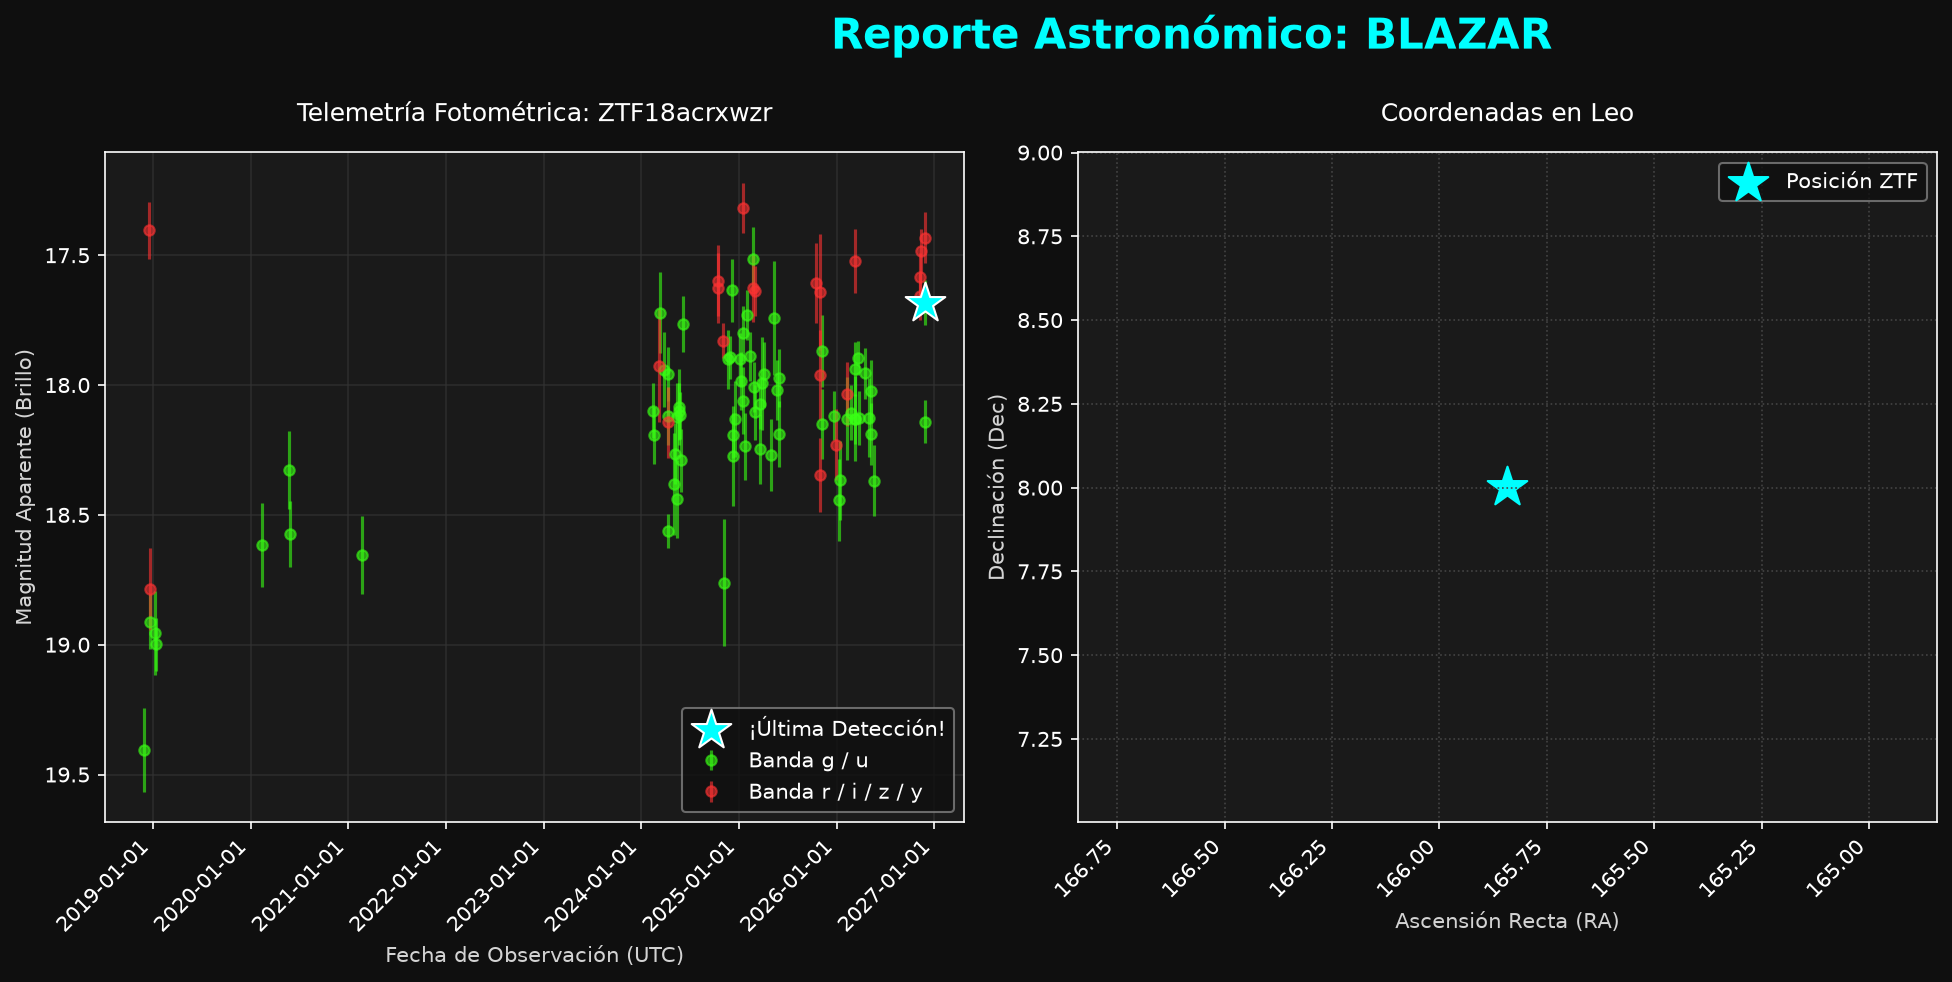 Reporte Astronómico: BLAZAR
Telemetría Fotométrica: ZTF18acrxwzr
Magnitud Aparente (Brillo)
17.5
18.0
18.5
19.0
19.5
¡Última Detección!
Banda g / u
Banda r / i / z / y
2019-01-01
2020-01-01
2021-01-01
2022-01-01
2023-01-01
2024-01-01
2025-01-01
2026-01-01
2027-01-01
Fecha de Observación (UTC)
Coordenadas en Leo
Declinación (Dec)
9.00
8.75
8.50
8.25
8.00
7.75
7.50
7.25
Posición ZTF
166.75
166.50
166.25
166.00
165.75
165.50
165.25
165.00
Ascensión Recta (RA)